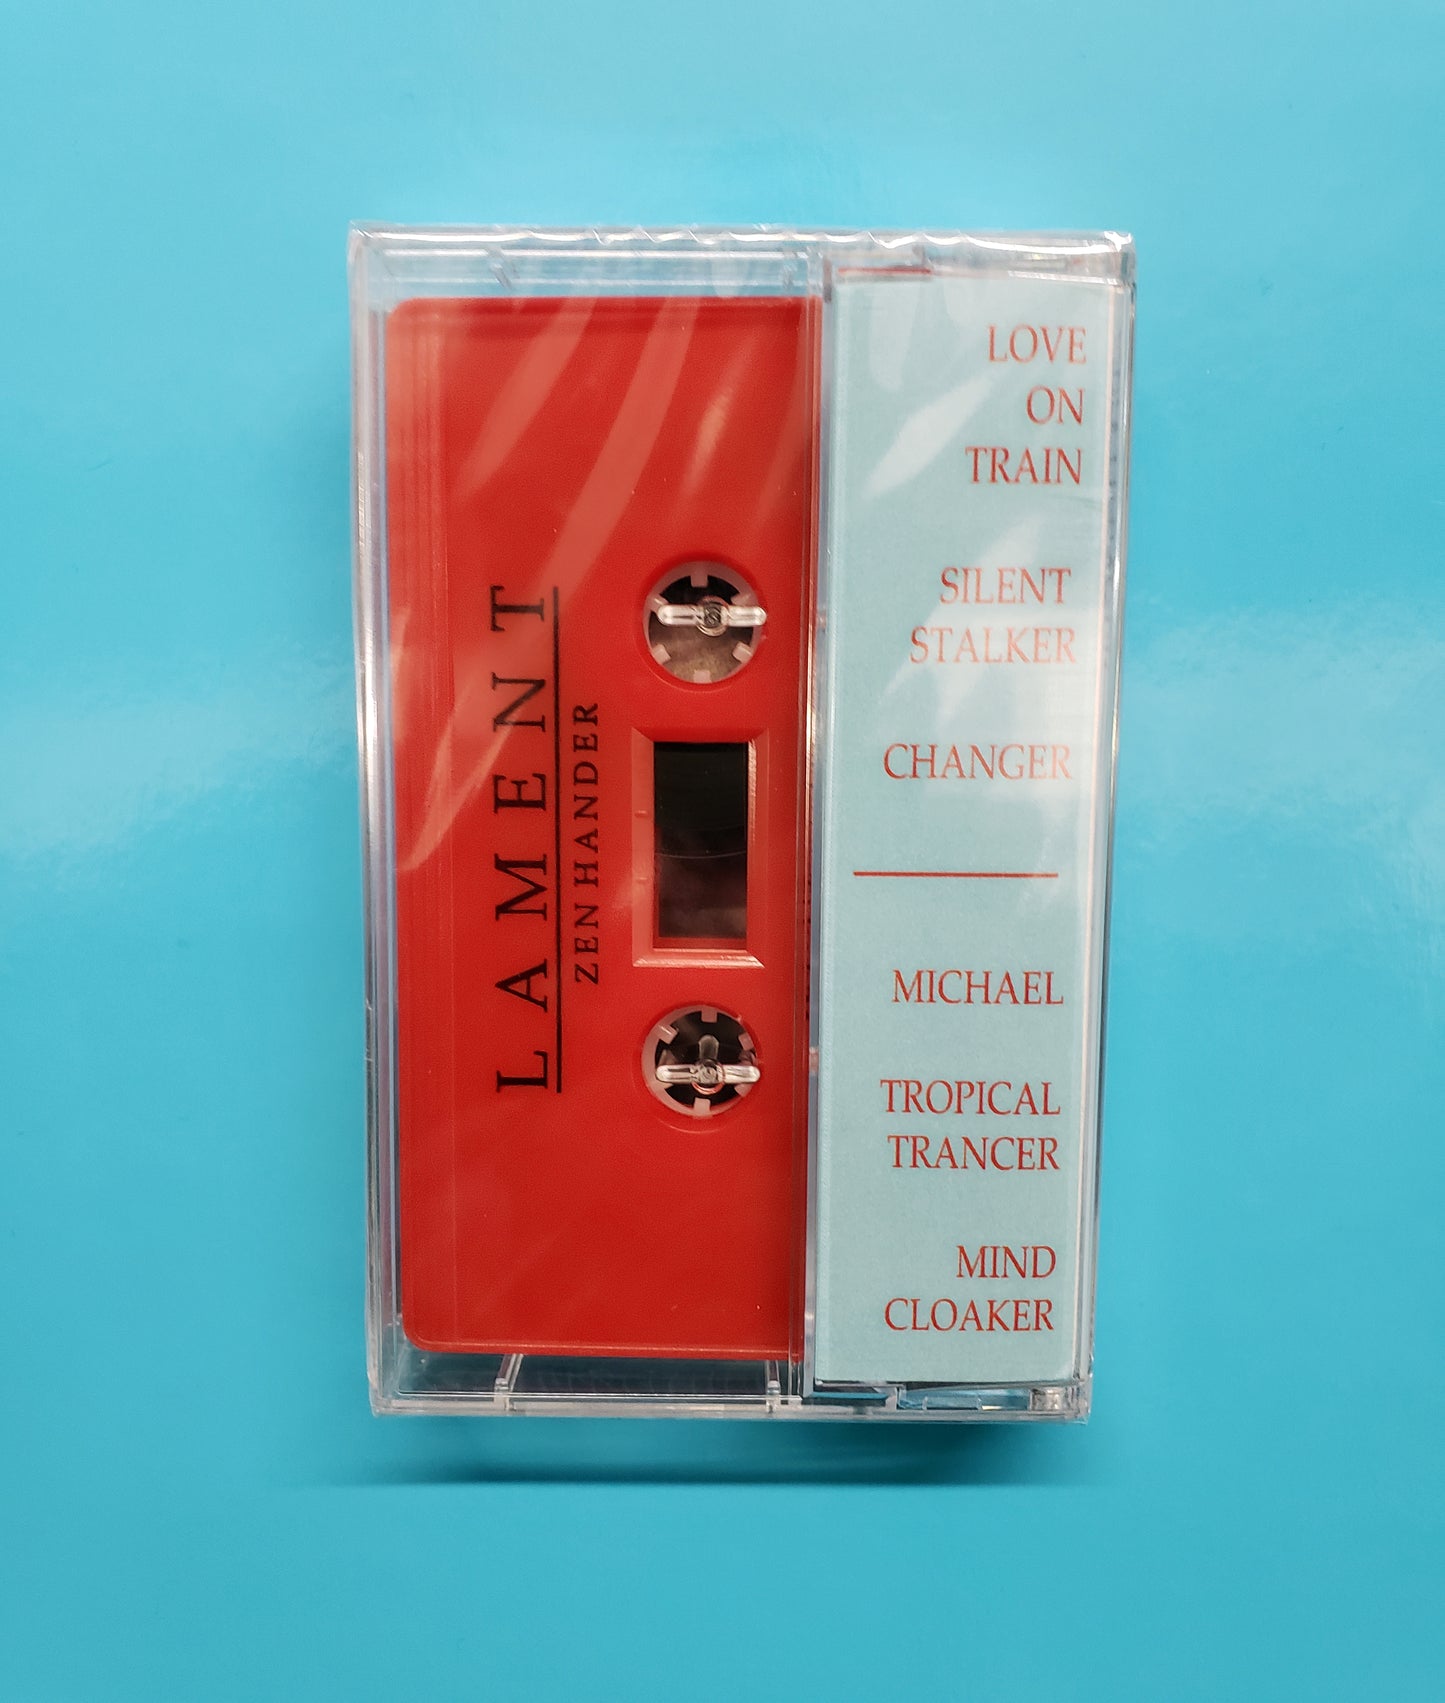 LAMENT
ZEN HANDER
LOVE
ON
TRAIN
SILENT
STALKER
CHANGER
MICHAEL
TROPICAL
TRANCER
MIND
CLOAKER